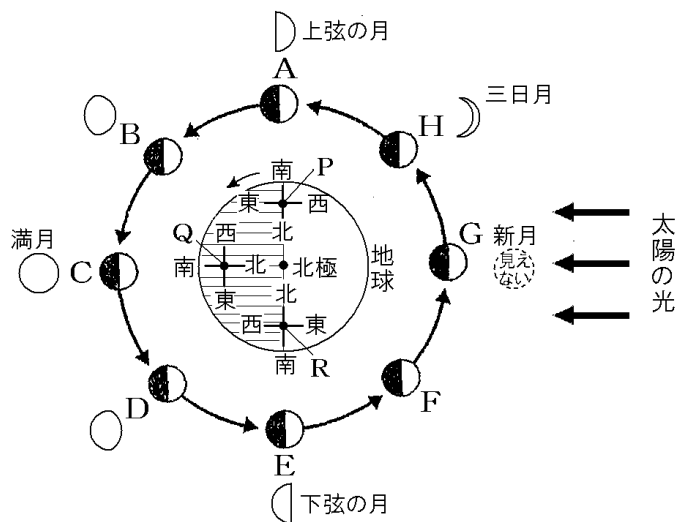 上弦の月
A
三日月
H
B
南
P
東
西
北
Q
西
南
北
東
北極
地球
G
新月
見え
ない
太陽の光
満月
C
北
西
東
南
R
D
F
E
下弦の月